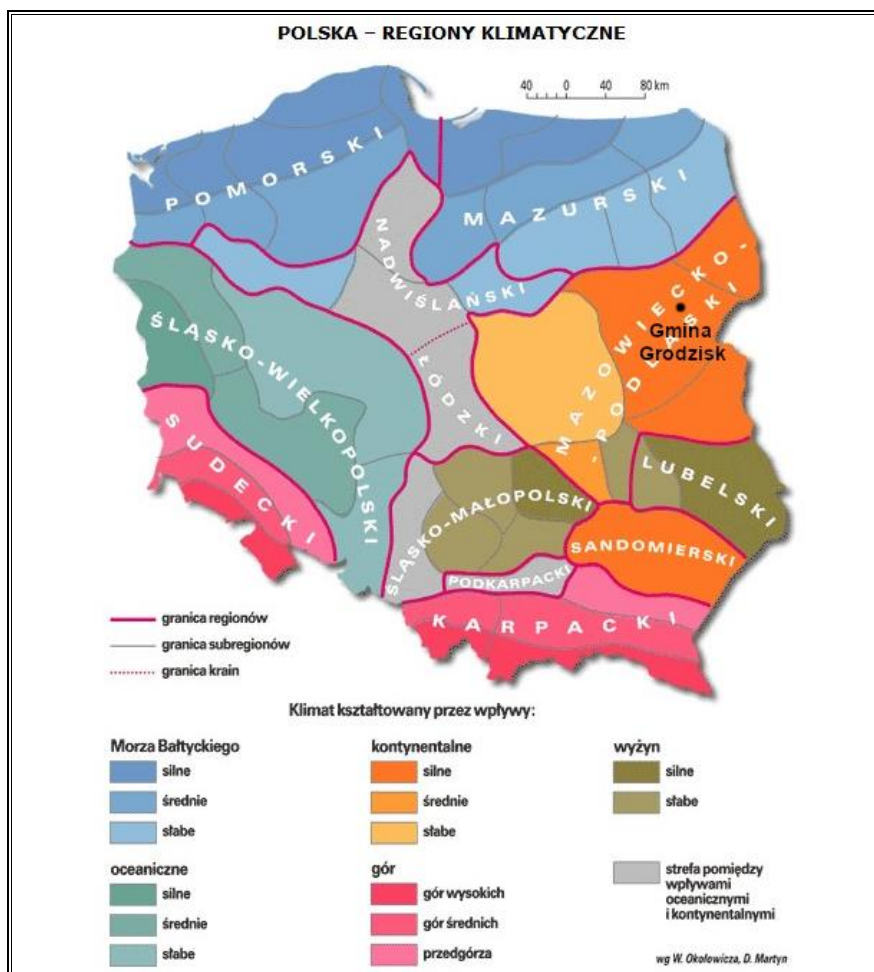 POLSKA – REGIONY KLIMATYCZNE
40 0 40 80 km
POMORSKI
MAZURSKI
NADWIŚLAŃSKI
MAZOWIECKO-
-PODLASKI
Gmina
Grodzisk
ŚLĄSKO-WIELKOPOLSKI
ŁÓDZKI
SUDECKI
LUBELSKI
ŚLĄSKO-MAŁOPOLSKI
SANDOMIERSKI
PODKARPACKI
KARPACKI
granica regionów
granica subregionów
granica krain
Klimat kształtowany przez wpływy:
Morza Bałtyckiego
silne
średnie
słabe
kontynentalne
silne
średnie
słabe
wyżyn
silne
słabe
oceaniczne
silne
średnie
słabe
gór
gór wysokich
gór średnich
przedgórza
strefa pomiędzy
wpływami
oceanicznymi
i kontynentalnymi
wg W. Okołowicza, D. Martyn